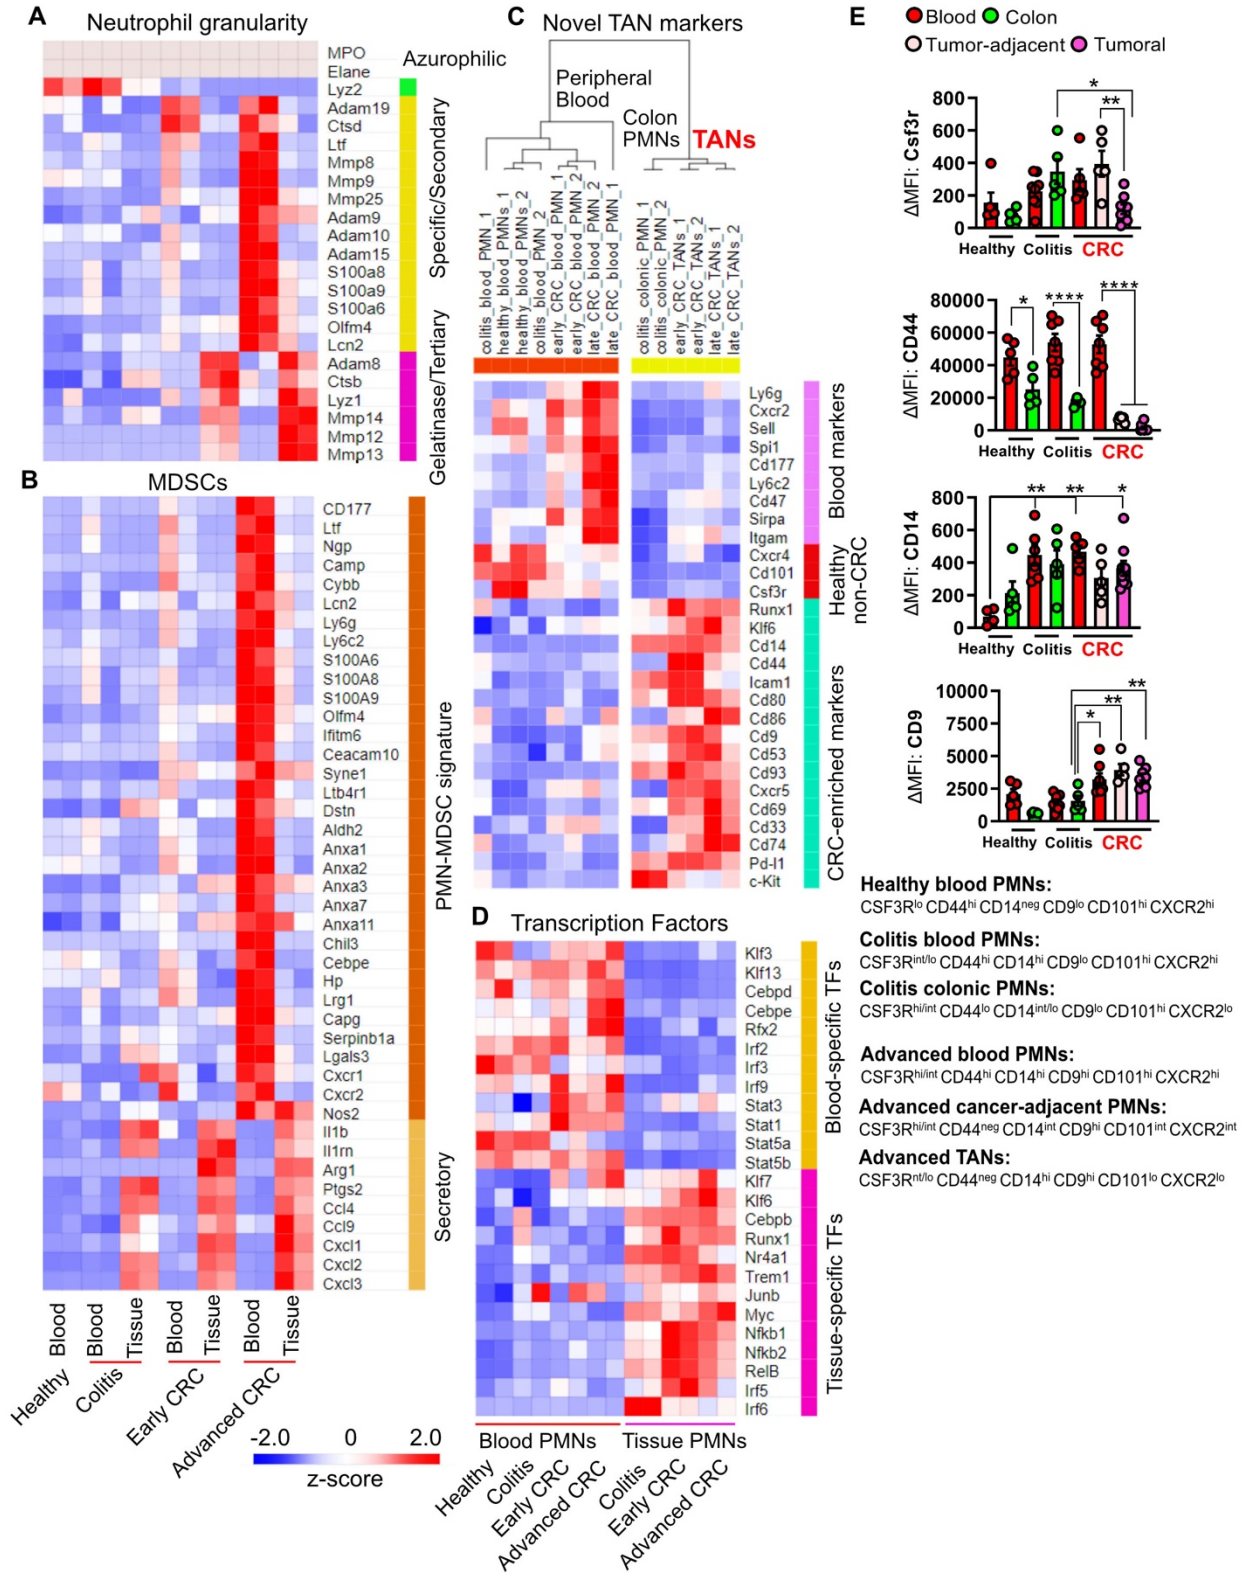 A
Neutrophil granularity
MPO
Elane
Lyz2
Adam19
Ctsd
Ltf
Mmp8
Mmp9
Mmp25
Adam9
Adam10
Adam15
S100a8
S100a9
S100a6
Olfm4
Lcn2
Adam8
Ctsb
Lyz1
Mmp14
Mmp12
Mmp13
Azurophilic
Specific/Secondary
Gelatinase/Tertiary
B
MDSCs
CD177
Ltf
Ngp
Camp
Cybb
Lcn2
Ly6g
Ly6c2
S100A6
S100A8
S100A9
Olfm4
Ifitm6
Ceacam10
Syne1
Ltb4r1
Dstn
Aldh2
Anxa1
Anxa2
Anxa3
Anxa7
Anxa11
Chil3
Cebpe
Hp
Lrg1
Capg
Serpinb1a
Lgals3
Cxcr1
Cxcr2
Nos2
Il1b
Il1rn
Arg1
Ptgs2
Ccl4
Ccl9
Cxcl1
Cxcl2
Cxcl3
PMN-MDSC signature
Secretory
Blood
Blood
Tissue
Blood
Tissue
Blood
Tissue
Healthy
Colitis
Early CRC
Advanced CRC
-2.0 0 2.0
z-score
C
Novel TAN markers
Peripheral
Blood
Colon
PMNs
TANs
colitis_blood_PMN_1
healthy_blood_PMNs_1
healthy_blood_PMNs_2
colitis_blood_PMN_2
early_CRC_blood_PMN_1
early_CRC_blood_PMN_2
late_CRC_blood_PMN_2
late_CRC_blood_PMN_1
colitis_colonic_PMN_1
colitis_colonic_PMN_2
early_CRC_TANs_1
early_CRC_TANs_2
late_CRC_TANs_1
late_CRC_TANs_2
Ly6g
Cxcr2
Sell
Spi1
Cd177
Ly6c2
Cd47
Sirpa
Itgam
Cxcr4
Cd101
Csf3r
Runx1
Klf6
Cd14
Cd44
Icam1
Cd80
Cd86
Cd9
Cd53
Cd93
Cxcr5
Cd69
Cd33
Cd74
Pd-l1
c-Kit
Blood markers
Healthy
non-CRC
CRC-enriched markers
D
Transcription Factors
Klf3
Klf13
Cebpd
Cebpe
Rfx2
Irf2
Irf3
Irf9
Stat3
Stat1
Stat5a
Stat5b
Klf7
Klf6
Cebpb
Runx1
Nr4a1
Trem1
Junb
Myc
Nfkb1
Nfkb2
RelB
Irf5
Irf6
Blood-specific TFs
Tissue-specific TFs
Blood PMNs
Tissue PMNs
Healthy
Colitis
Early CRC
Advanced CRC
Colitis
Early CRC
Advanced CRC
E
Blood
Colon
Tumor-adjacent
Tumoral
ΔMFI: Csf3r
800
600
400
200
0
*
**
Healthy Colitis CRC
ΔMFI: CD44
80000
60000
40000
20000
0
* **** ****
Healthy Colitis CRC
ΔMFI: CD14
800
600
400
200
0
** ** *
Healthy Colitis CRC
ΔMFI: CD9
10000
7500
5000
2500
0
**
**
*
Healthy Colitis CRC
Healthy blood PMNs:
CSF3Rlo CD44hi CD14neg CD9lo CD101hi CXCR2hi
Colitis blood PMNs:
CSF3Rint/lo CD44hi CD14hi CD9lo CD101hi CXCR2hi
Colitis colonic PMNs:
CSF3Rhi/int CD44lo CD14int/lo CD9lo CD101hi CXCR2lo
Advanced blood PMNs:
CSF3Rhi/int CD44hi CD14hi CD9hi CD101hi CXCR2hi
Advanced cancer-adjacent PMNs:
CSF3Rhi/int CD44neg CD14int CD9hi CD101int CXCR2int
Advanced TANs:
CSF3Rnt/lo CD44neg CD14hi CD9hi CD101lo CXCR2lo